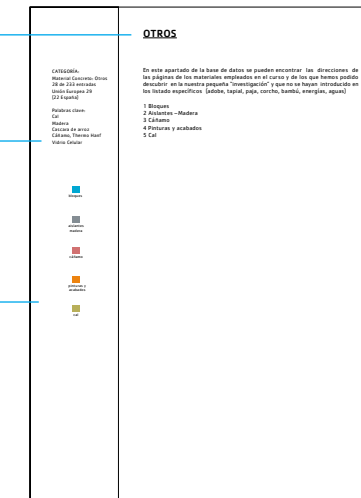 OTROS
CATEGORÍA:
Material Concreto: Otros
28 de 233 entradas
Unión Europea 28
(22 España)
Palabras clave:
Cal
Madera
Cascara de arroz
Cáñamo, Thermo Hanf
Vidrio Celular
bloques
aislantes
madera
cáñamo
pinturas y
acabados
cal
En este apartado de la base de datos se pueden encontrar las direcciones de
las páginas de los materiales empleados en el curso y de los que hemos podido
descubrir en la nuestra pequeña "investigación" y que no se hayan introducido en
los listado específicos (adobe, tapial, paja, corcho, bambú, energías, aguas)
1 Bloques
2 Aislantes – Madera
3 Cáñamo
4 Pinturas y acabados
5 Cal